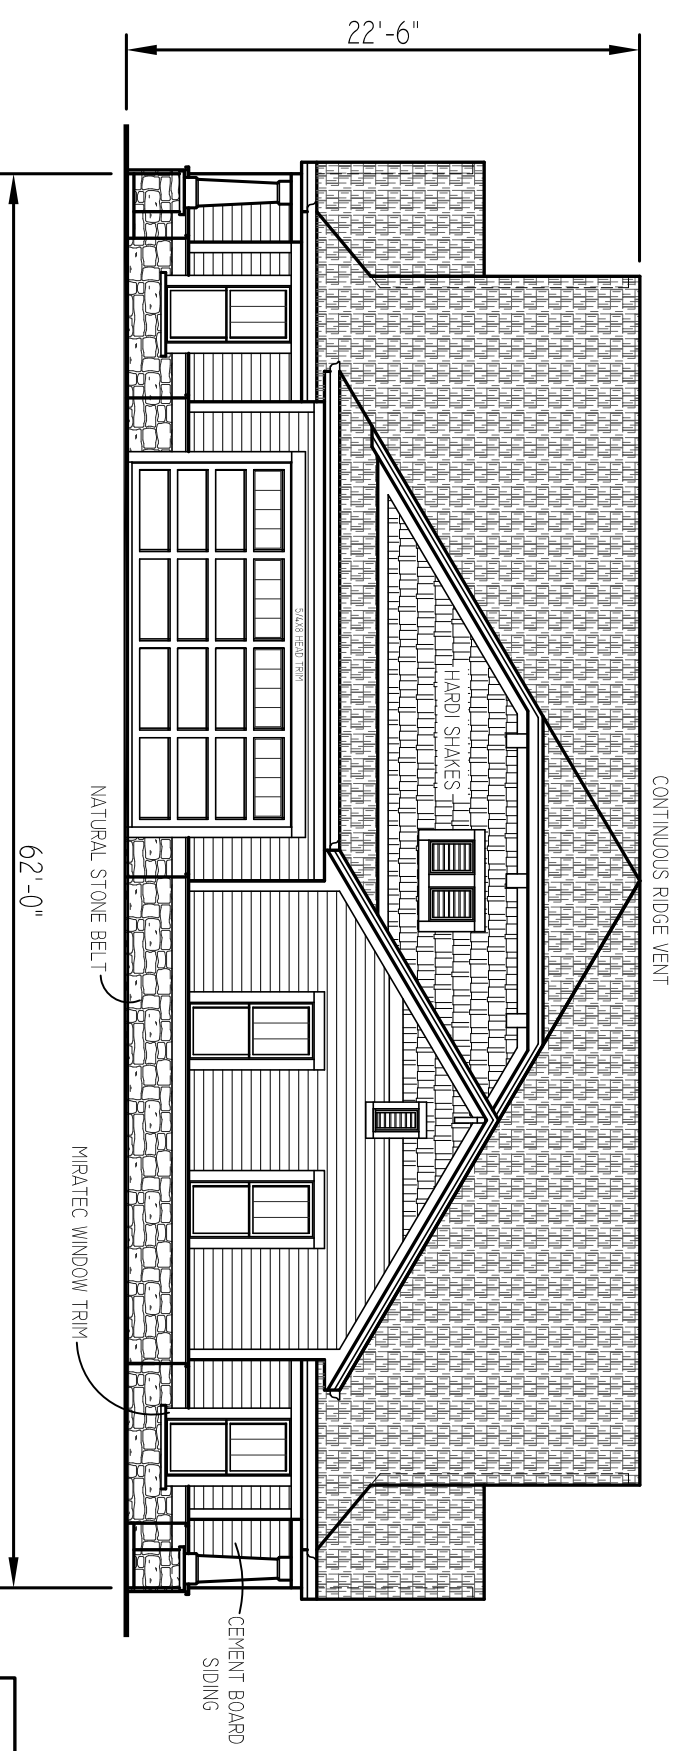 22'-6"
CONTINUOUS RIDGE VENT
HARDI SHAKES
5/4X8 HEAD TRIM
NATURAL STONE BELT
MIRATEC WINDOW TRIM
CEMENT BOARD
SIDING
62'-0"